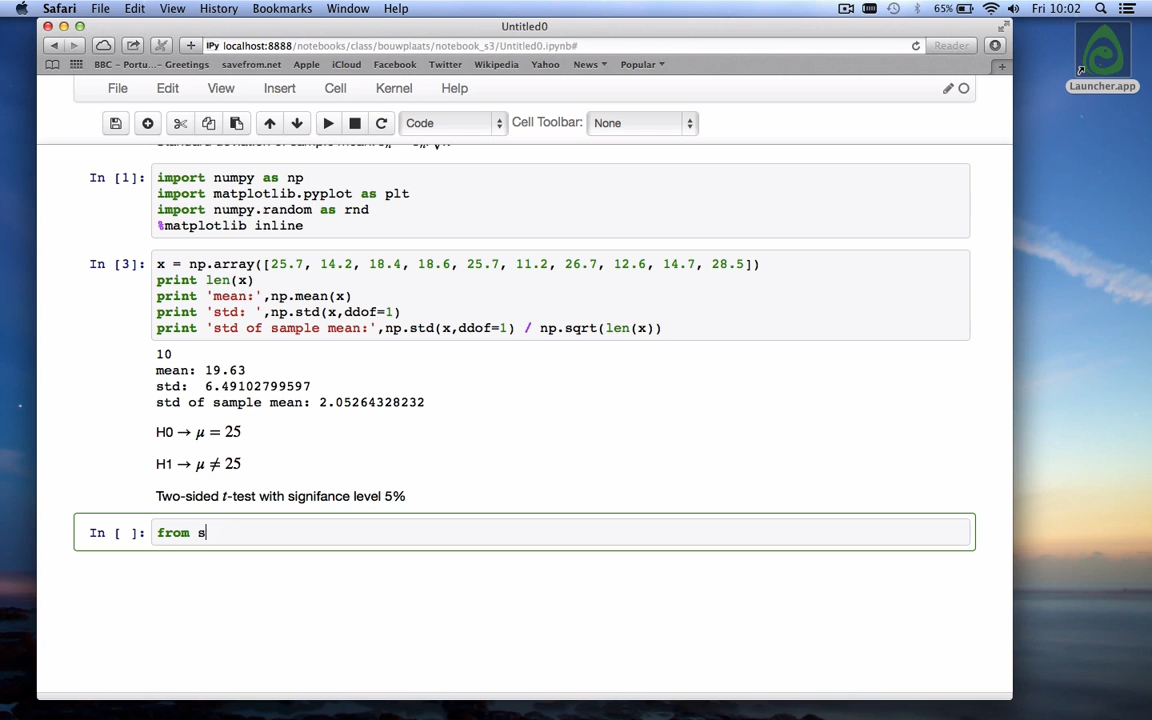 Safari File Edit View History Bookmarks Window Help 65% Fri 10:02
Untitled0
IPy localhost:8888/notebooks/class/bouwplaats/notebook_s3/Untitled0.ipynb# Reader
BBC – Portu...– Greetings savefrom.net Apple iCloud Facebook Twitter Wikipedia Yahoo News Popular
Launcher.app
File Edit View Insert Cell Kernel Help
Code Cell Toolbar: None
In [1]: import numpy as np
import matplotlib.pyplot as plt
import numpy.random as rnd
%matplotlib inline
In [3]: x = np.array([25.7, 14.2, 18.4, 18.6, 25.7, 11.2, 26.7, 12.6, 14.7, 28.5])
print len(x)
print 'mean:',np.mean(x)
print 'std: ',np.std(x,ddof=1)
print 'std of sample mean:',np.std(x,ddof=1) / np.sqrt(len(x))
10
mean: 19.63
std:  6.49102799597
std of sample mean: 2.05264328232
H0 → μ = 25
H1 → μ ≠ 25
Two-sided t-test with signifance level 5%
In [ ]: from s